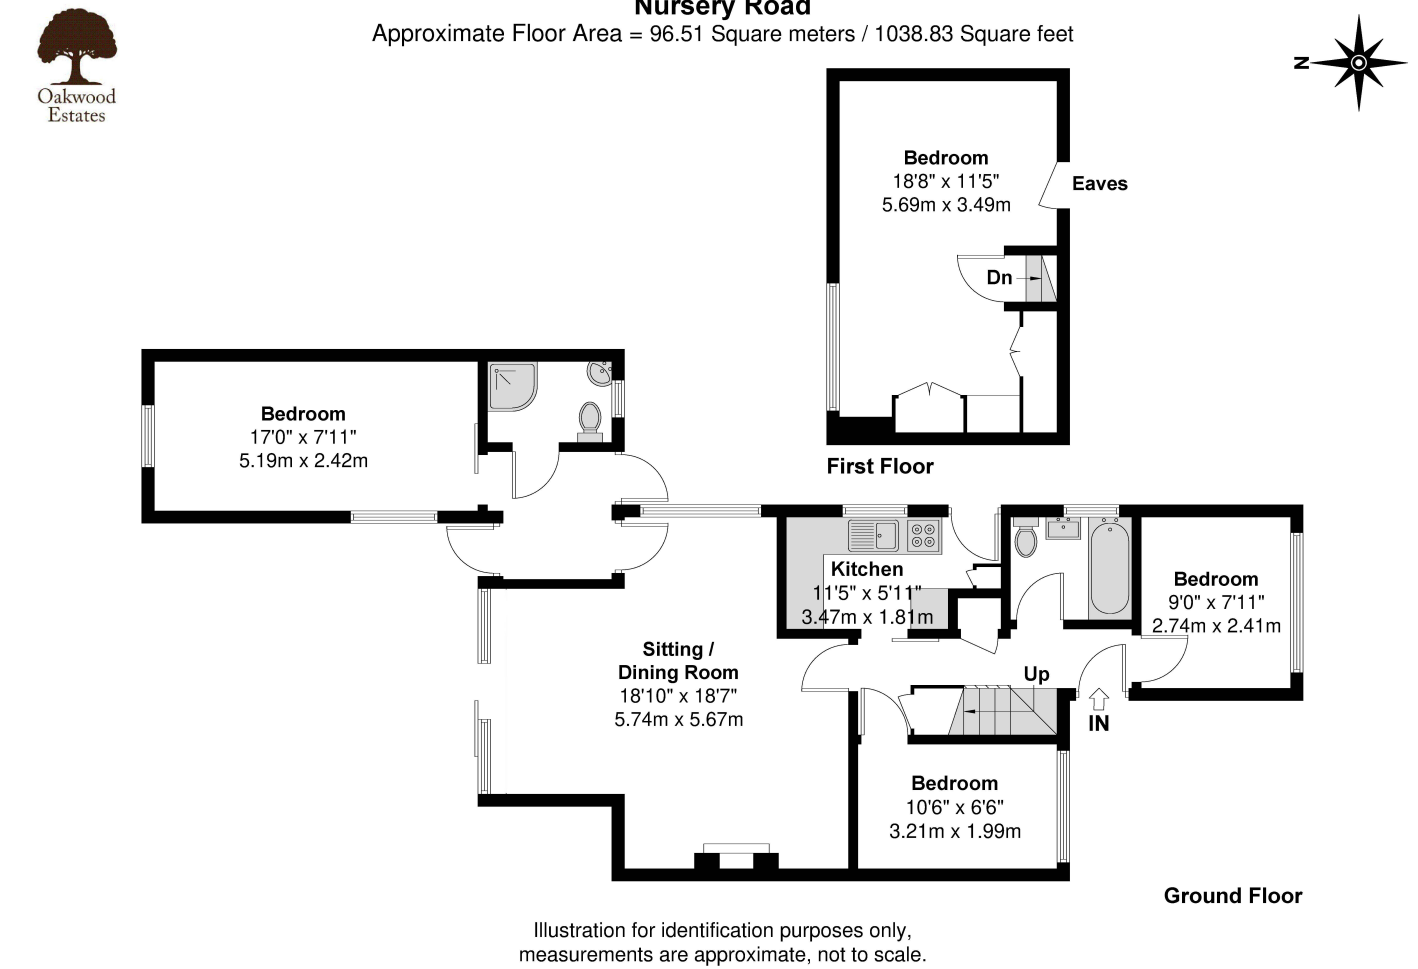 Nursery Road
Approximate Floor Area = 96.51 Square meters / 1038.83 Square feet
Oakwood
Estates
N
Bedroom
18'8" x 11'5"
5.69m x 3.49m
Eaves
Dn
First Floor
Bedroom
17'0" x 7'11"
5.19m x 2.42m
Kitchen
11'5" x 5'11"
3.47m x 1.81m
Bedroom
9'0" x 7'11"
2.74m x 2.41m
Sitting /
Dining Room
18'10" x 18'7"
5.74m x 5.67m
Up
IN
Bedroom
10'6" x 6'6"
3.21m x 1.99m
Ground Floor
Illustration for identification purposes only,
measurements are approximate, not to scale.